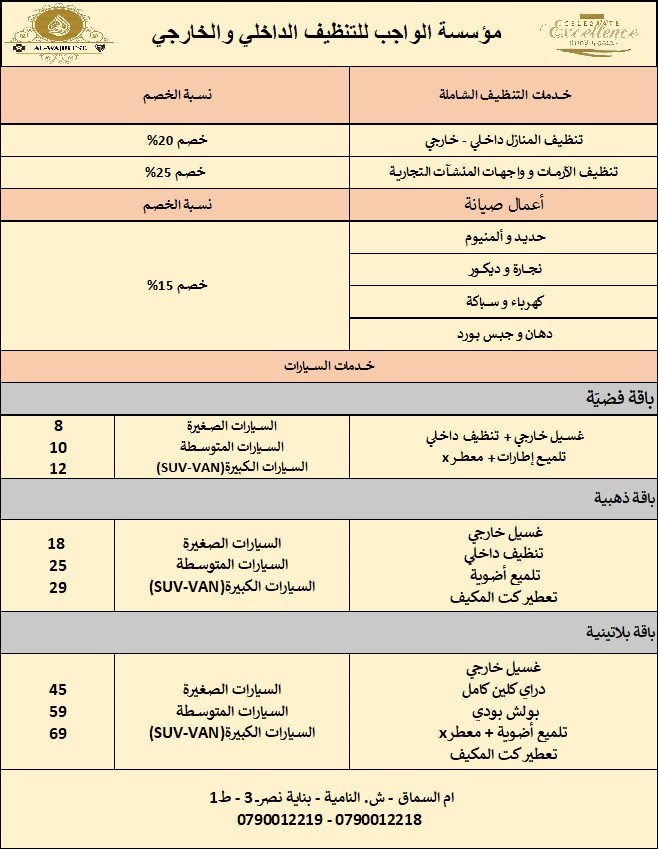 AL-WAJIB EST.
مؤسسة الواجب للتنظيف الداخلي والخارجي
CELEBRATE
Excellence
خدمات التنظيف الشاملة
نسبة الخصم
تنظيف المنازل داخلي - خارجي
خصم 20%
تنظيف الآرمات و واجهات المنشآت التجارية
خصم 25%
أعمال صيانة
نسبة الخصم
حديد و ألمنيوم
نجارة و ديكور
كهرباء و سباكة
دهان و جبس بورد
خصم 15%
خدمات السيارات
باقة فضيّة
غسيل خارجي + تنظيف داخلي
تلميع إطارات + معطر x
السيارات الصغيرة 8
السيارات المتوسطة 10
السيارات الكبيرة(SUV-VAN) 12
باقة ذهبية
غسيل خارجي
تنظيف داخلي
تلميع أضوية
تعطير كت المكيف
السيارات الصغيرة 18
السيارات المتوسطة 25
السيارات الكبيرة(SUV-VAN) 29
باقة بلاتينية
غسيل خارجي
دراي كلين كامل
بولش بودي
تلميع أضوية + معطر x
تعطير كت المكيف
السيارات الصغيرة 45
السيارات المتوسطة 59
السيارات الكبيرة(SUV-VAN) 69
ام السماق - ش. النامية - بناية نصر3 - ط1
0790012219 - 0790012218